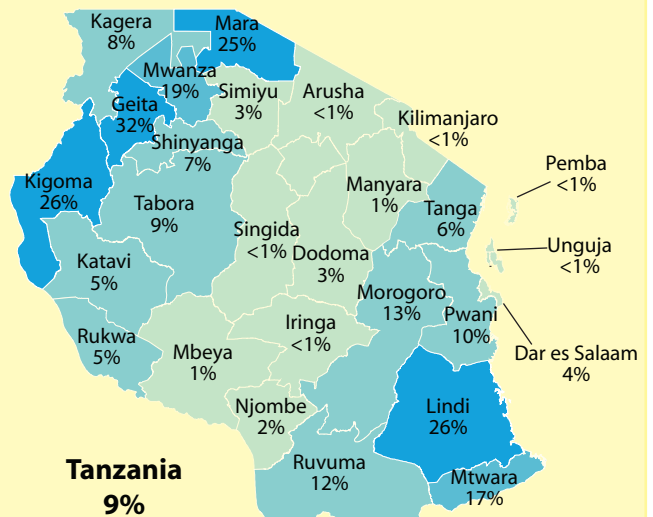 Kagera
8%
Mara
25%
Mwanza
19%
Geita
32%
Simiyu
3%
Arusha
<1%
Kilimanjaro
<1%
Shinyanga
7%
Kigoma
26%
Tabora
9%
Manyara
1%
Tanga
6%
Pemba
<1%
Singida
<1%
Dodoma
3%
Unguja
<1%
Katavi
5%
Morogoro
13%
Pwani
10%
Rukwa
5%
Mbeya
1%
Iringa
<1%
Dar es Salaam
4%
Njombe
2%
Lindi
26%
Ruvuma
12%
Mtwara
17%
Tanzania
9%